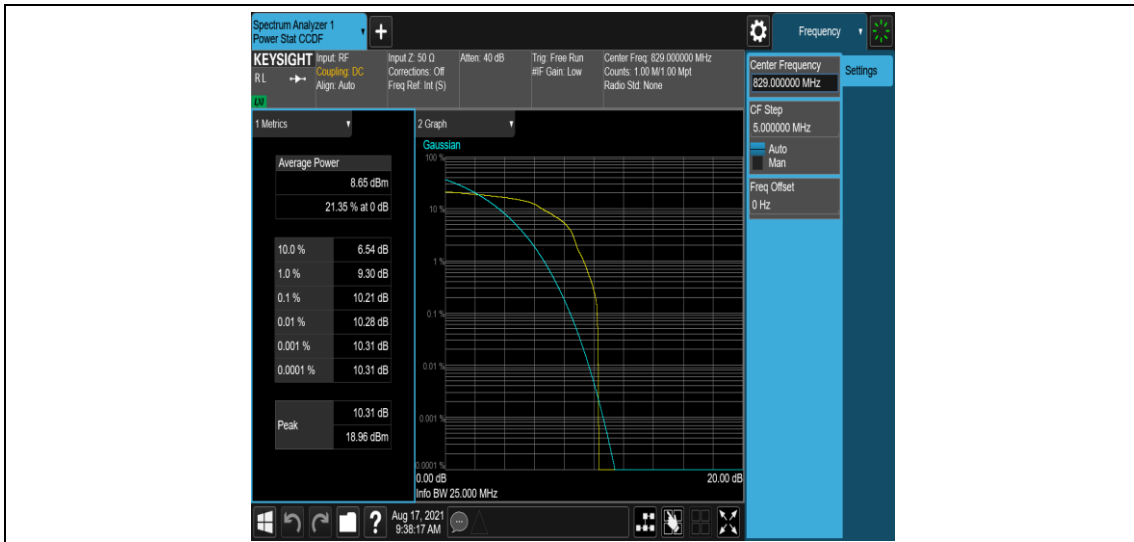 Spectrum Analyzer 1
Power Stat CCDF
+
Frequency
KEYSIGHT
RL
LM
Input: RF
Coupling: DC
Align: Auto
Input Z: 50 Ω
Corrections: Off
Freq Ref: Int (S)
Atten: 40 dB
Trig: Free Run
#IF Gain: Low
Center Freq: 829.000000 MHz
Counts: 1.00 M/1.00 Mpt
Radio Std: None
Center Frequency
829.000000 MHz
Settings
CF Step
5.000000 MHz
Auto
Man
Freq Offset
0 Hz
1 Metrics
Average Power
8.65 dBm
21.35 % at 0 dB
10.0 % 6.54 dB
1.0 % 9.30 dB
0.1 % 10.21 dB
0.01 % 10.28 dB
0.001 % 10.31 dB
0.0001 % 10.31 dB
Peak
10.31 dB
18.96 dBm
2 Graph
Gaussian
100 %
10 %
1 %
0.1 %
0.01 %
0.001 %
0.0001 %
0.00 dB 20.00 dB
Info BW 25.000 MHz
?
Aug 17, 2021
9:38:17 AM